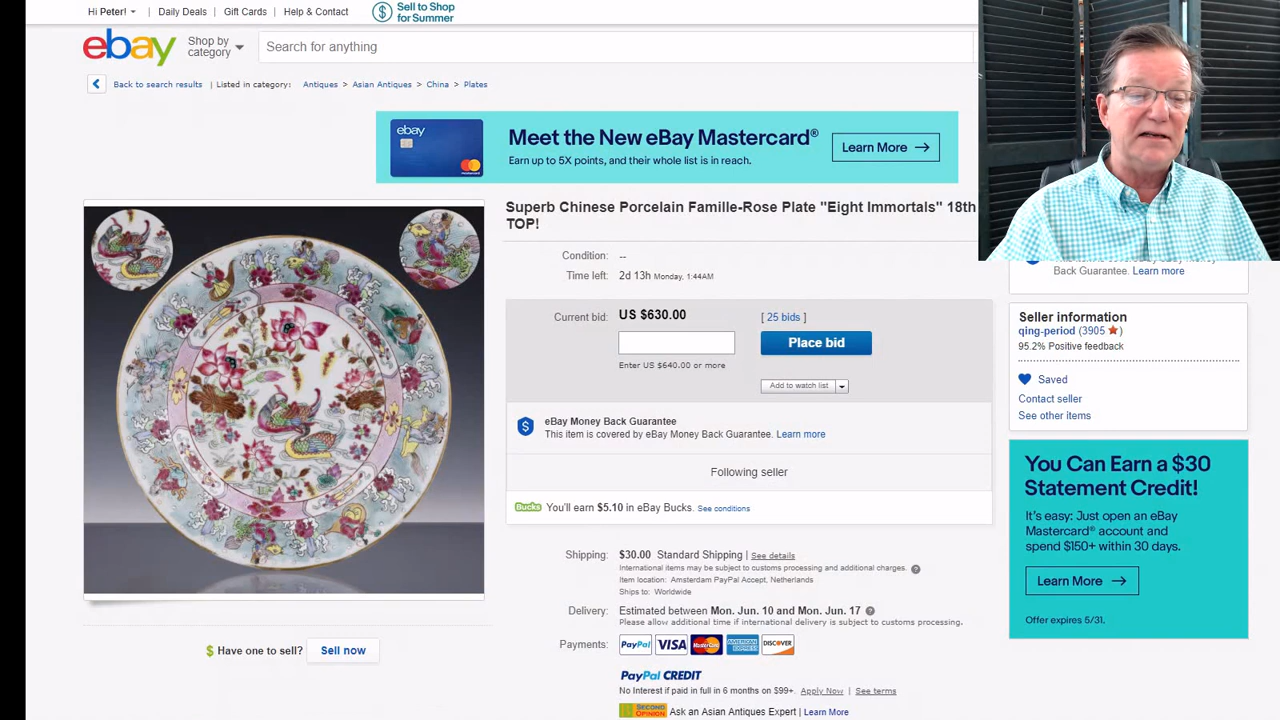 Hi Peter!
Daily Deals
Gift Cards
Help & Contact
Sell to Shop
for Summer
ebay
Shop by
category
Search for anything
Back to search results
Listed in category:
Antiques > Asian Antiques > China > Plates
ebay
Meet the New eBay Mastercard®
Earn up to 5X points, and their whole list is in reach.
Learn More
Superb Chinese Porcelain Famille-Rose Plate "Eight Immortals" 18th
TOP!
Condition: --
Time left: 2d 13h Monday, 1:44AM
Current bid: US $630.00 [ 25 bids ]
Place bid
Enter US $640.00 or more
Add to watch list
eBay Money Back Guarantee
This item is covered by eBay Money Back Guarantee. Learn more
Following seller
Bucks You'll earn $5.10 in eBay Bucks. See conditions
Shipping: $30.00 Standard Shipping | See details
International items may be subject to customs processing and additional charges.
Item location: Amsterdam PayPal Accept, Netherlands
Ships to: Worldwide
Delivery: Estimated between Mon. Jun. 10 and Mon. Jun. 17
Please allow additional time if international delivery is subject to customs processing.
Payments: PayPal VISA MasterCard AMERICAN EXPRESS DISCOVER
PayPal CREDIT
No Interest if paid in full in 6 months on $99+. Apply Now | See terms
SECOND OPINION Ask an Asian Antiques Expert | Learn More
Have one to sell? Sell now
Back Guarantee. Learn more
Seller information
qing-period (3905)
95.2% Positive feedback
Saved
Contact seller
See other items
You Can Earn a $30
Statement Credit!
It's easy: Just open an eBay
Mastercard® account and
spend $150+ within 30 days.
Learn More
Offer expires 5/31.